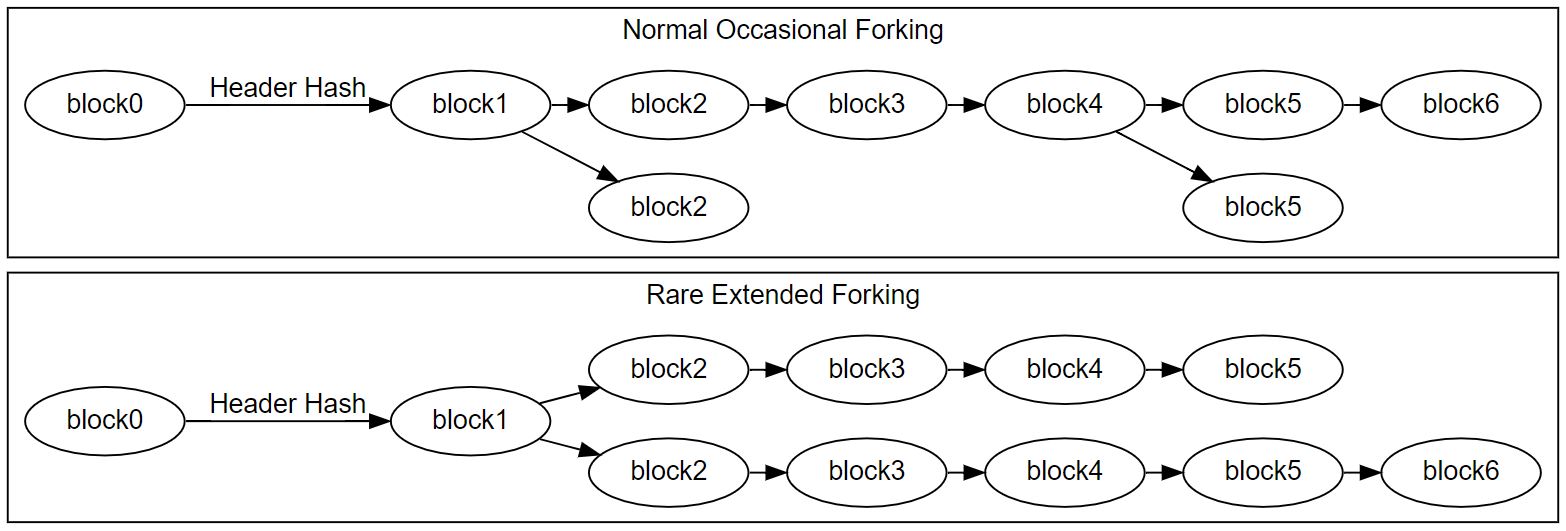 Normal Occasional Forking
block0
Header Hash
block1
block2
block3
block4
block5
block6
block2
block5
Rare Extended Forking
block0
Header Hash
block1
block2
block3
block4
block5
block2
block3
block4
block5
block6